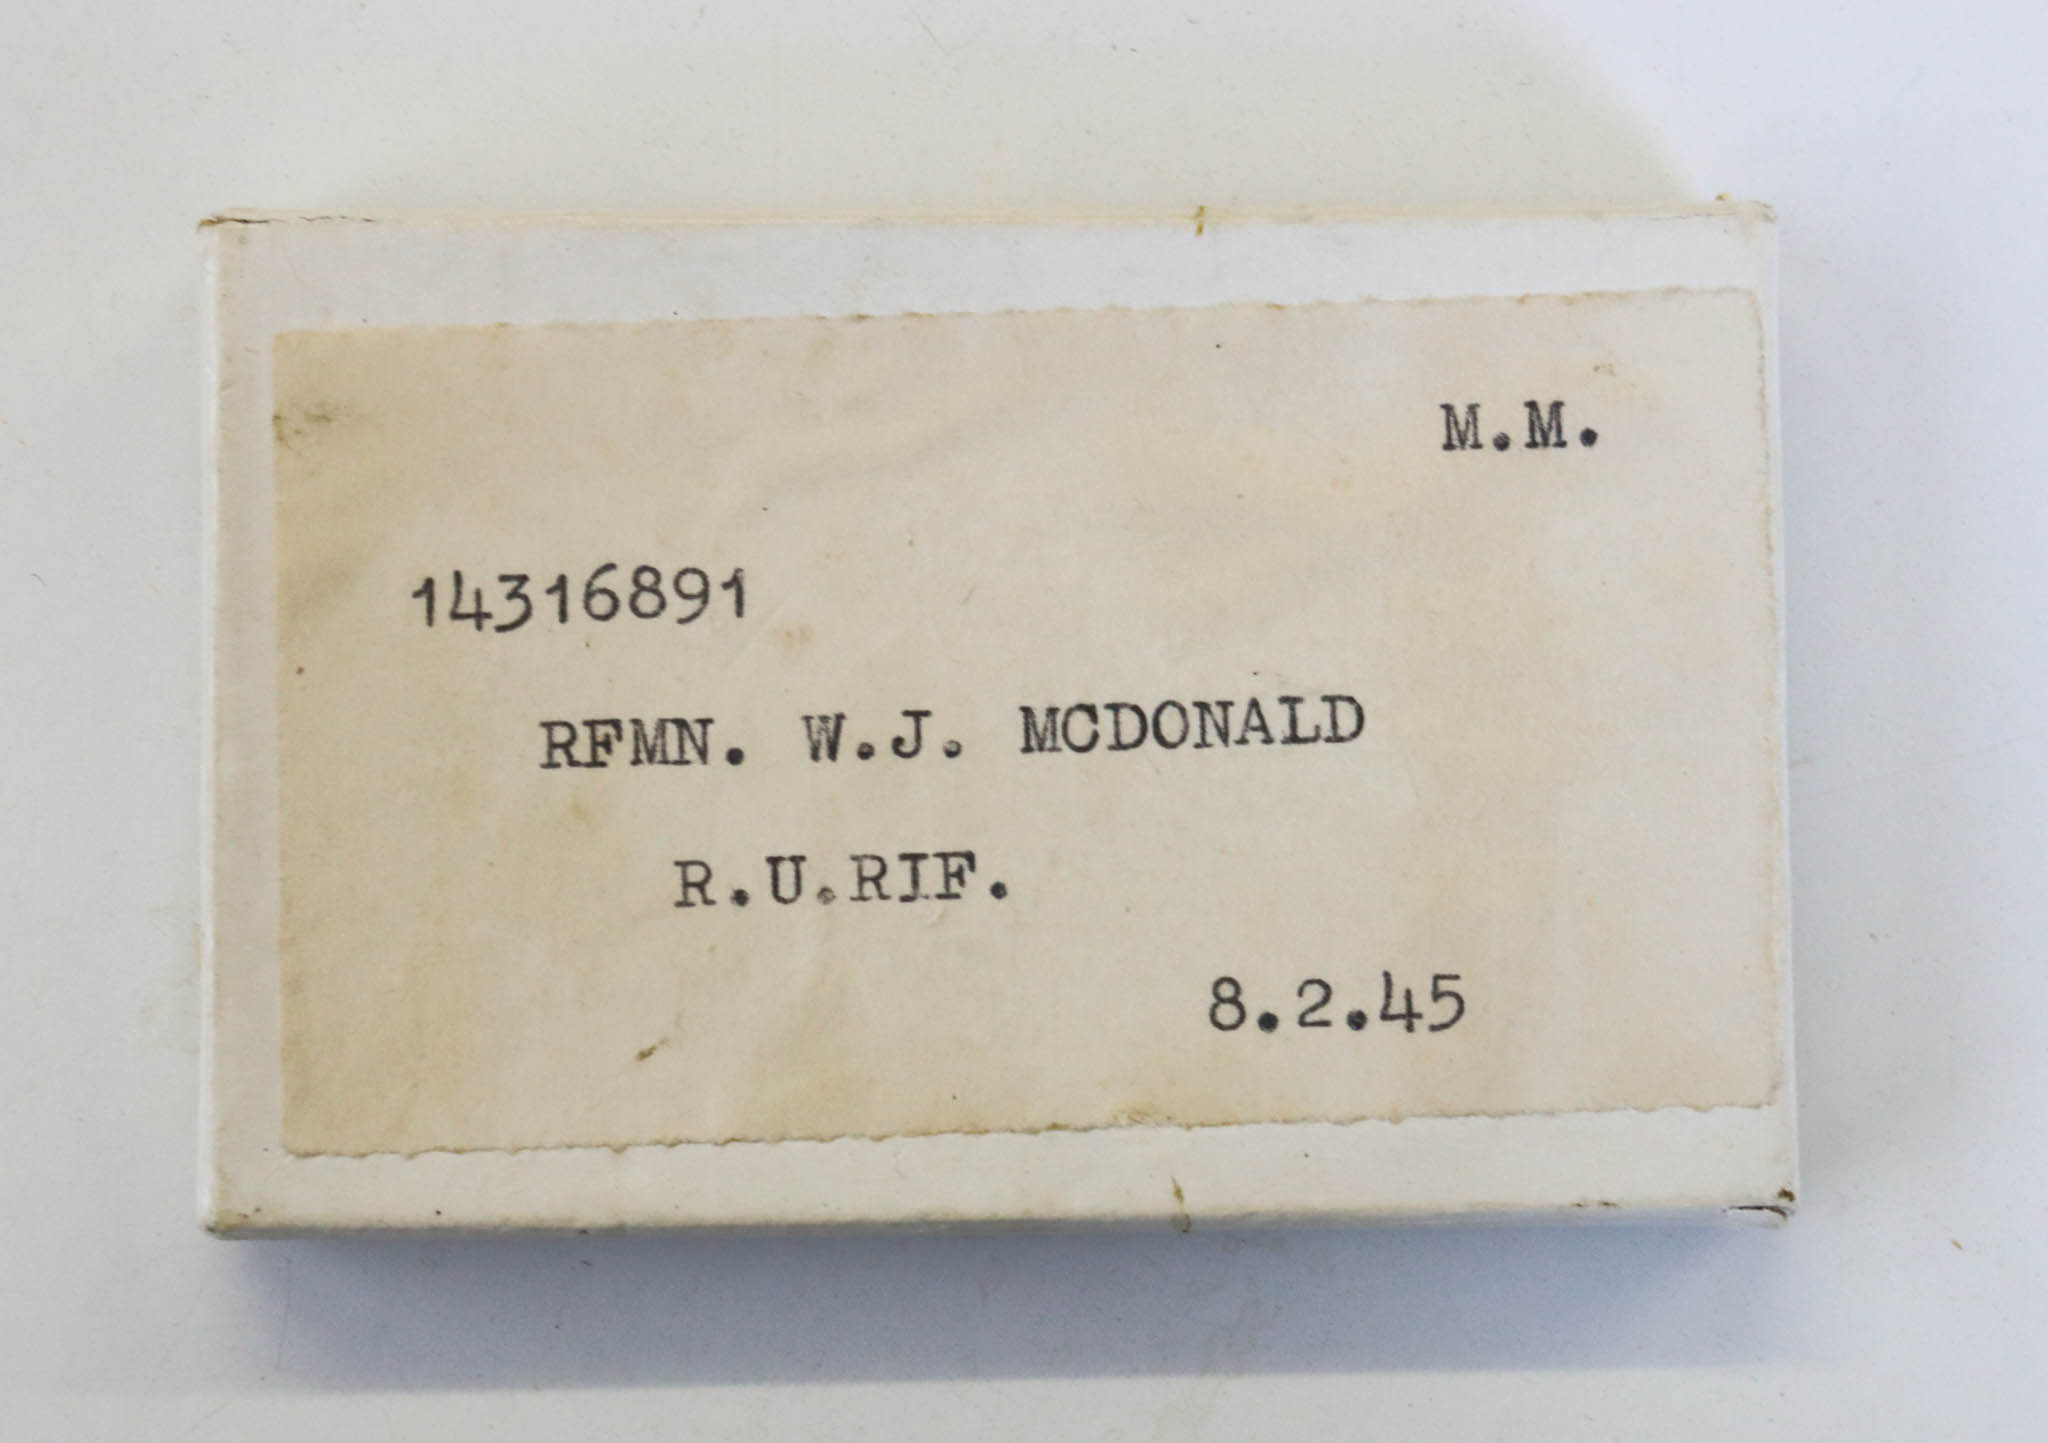 M.M.
14316891
RFMN. W.J. MCDONALD
R.U.RIF.
8.2.45